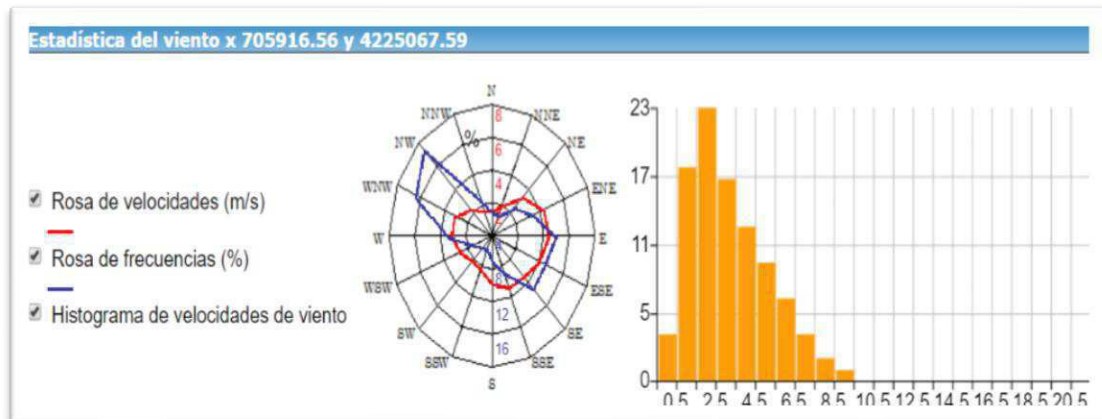 Estadística del viento x 705916.56 y 4225067.59
Rosa de velocidades (m/s)
Rosa de frecuencias (%)
Histograma de velocidades de viento
N
NNW
NNE
NW
NE
WNW
ENE
W
E
WSW
ESE
SW
SE
SSW
SSE
S
%
8
6
4
2
4
8
12
16
23
17
11
5
0
0.5 2.5 4.5 6.5 8.5 10.5 12.5 14.5 16.5 18.5 20.5